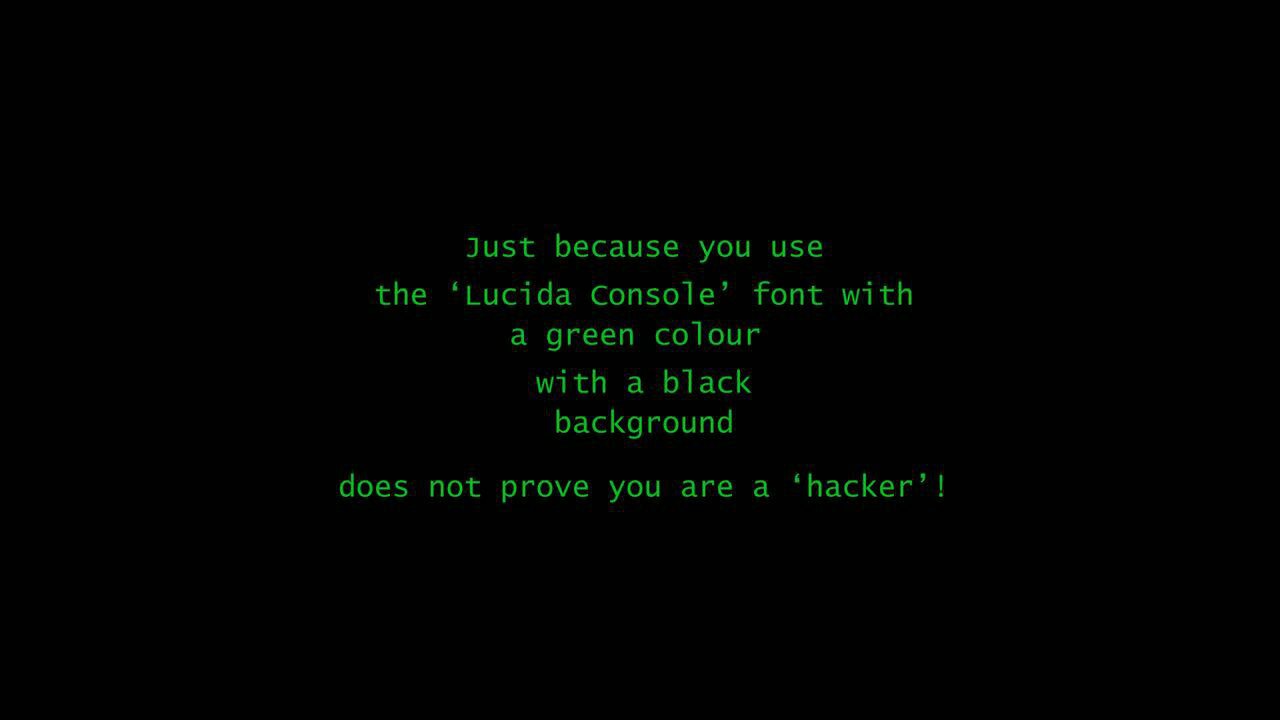 Just because you use
the ‘Lucida Console’ font with
a green colour
with a black
background
does not prove you are a ‘hacker’!